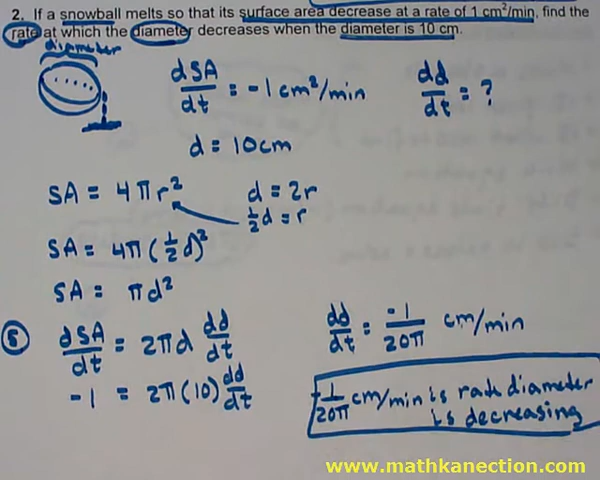 2. If a snowball melts so that its surface area decrease at a rate of 1 cm²/min, find the
rate at which the diameter decreases when the diameter is 10 cm.
diameter
dSA/dt = -1 cm²/min
dd/dt = ?
d = 10cm
SA = 4πr²
d = 2r
½d = r
SA = 4π(½d)²
SA = πd²
dSA/dt = 2πd dd/dt
dd/dt = -1/20π cm/min
-1 = 2π(10) dd/dt
-1/20π cm/min is rate diameter
is decreasing
www.mathkanection.com